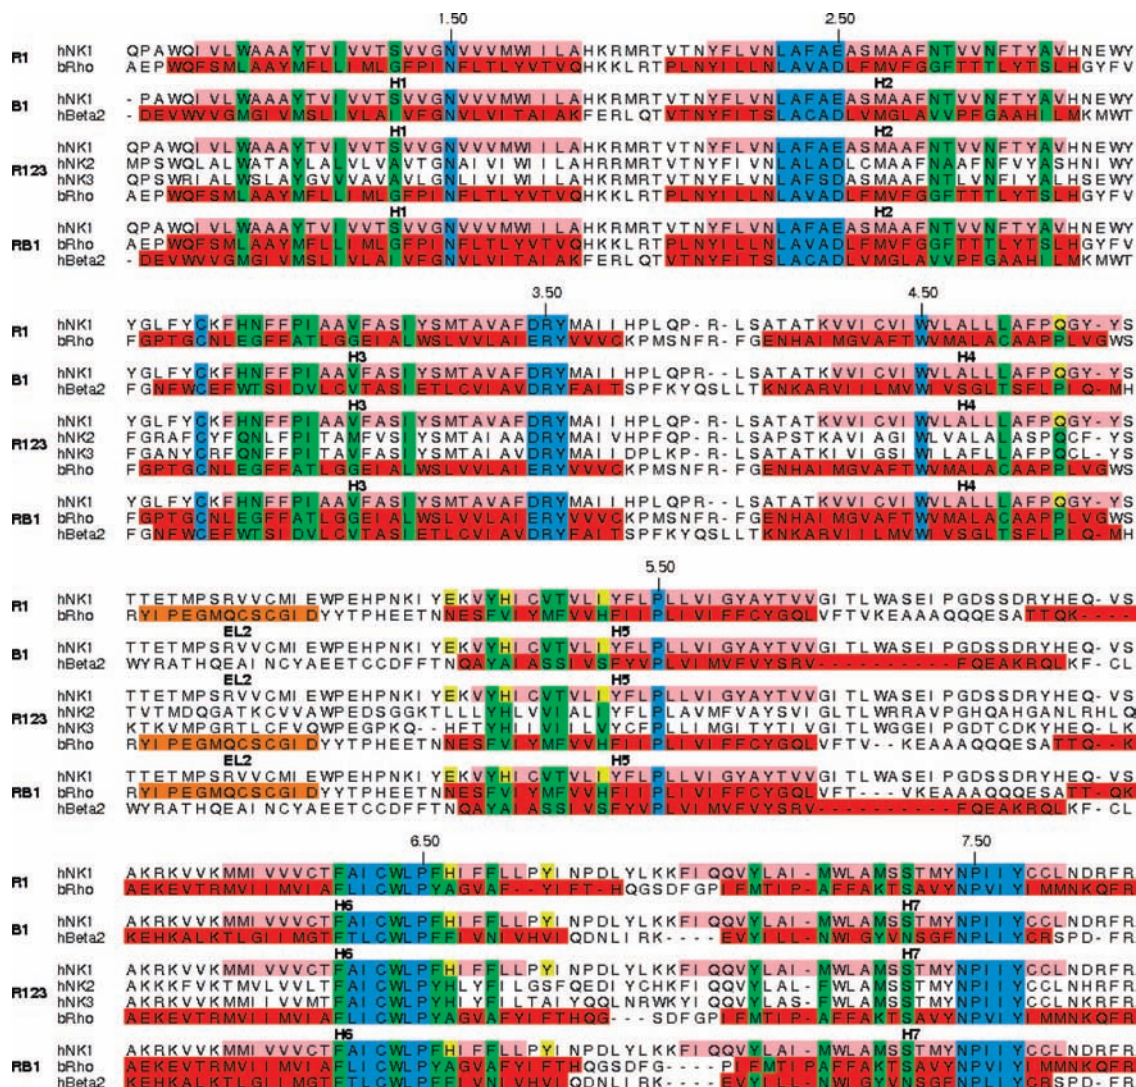 1.50 2.50
R1 hNK1 QPAWQIVLWAAAYTVIVVTSVVGNVVVMWIILAHKRMRTVTNYFLVNLAFAEASMAAFNTVVNFTYAVHNEWY
bRho AEPWQFSMLAAYMFLLIMLGFPINFLTLYVTVQHKKLRTPLNYILLNLAVADLFMVFGGFTTTLYTSLHGYFV
H1 H2
B1 hNK1 -PAWQIVLWAAAYTVIVVTSVVGNVVVMWIILAHKRMRTVTNYFLVNLAFAEASMAAFNTVVNFTYAVHNEWY
hBeta2 -DEVWVVGMGIVMSLIVLAIVFGNVLVITAIAKFERLQTVTNYFITSLACADLVMGLAVVPFGAAHILMKMWT
H1 H2
R123 hNK1 QPAWQIVLWAAAYTVIVVTSVVGNVVVMWIILAHKRMRTVTNYFLVNLAFAEASMAAFNTVVNFTYAVHNEWY
hNK2 MPSWQLALWATAYLALVLVAVTGNAIVIWIILAHRRMRTVTNYFIVNLALADLCMAAFNAAFNFVYASHNIWY
hNK3 QPSWRIALWSLAYGVVVAVAVLGNLIVIWIILAHKRMRTVTNYFLVNLAFSDASMAAFNTLVNFIYALHSEWY
bRho AEPWQFSMLAAYMFLLIMLGFPINFLTLYVTVQHKKLRTPLNYILLNLAVADLFMVFGGFTTTLYTSLHGYFV
H1 H2
RB1 hNK1 QPAWQIVLWAAAYTVIVVTSVVGNVVVMWIILAHKRMRTVTNYFLVNLAFAEASMAAFNTVVNFTYAVHNEWY
bRho AEPWQFSMLAAYMFLLIMLGFPINFLTLYVTVQHKKLRTPLNYILLNLAVADLFMVFGGFTTTLYTSLHGYFV
hBeta2 -DEVWVVGMGIVMSLIVLAIVFGNVLVITAIAKFERLQTVTNYFITSLACADLVMGLAVVPFGAAHILMKMWT
3.50 4.50
R1 hNK1 YGLFYCKFHNFFPIAAVFASIYSMTAVAFDRYMAIIHPLQP-R-LSATATKVVICVIWVLALLLAFPQGY-YS
bRho FGPTGCNLEGFFATLGGEIALWSLVVLAIERYVVVCKPMSNFR-FGENHAIMGVAFTWVMALACAAPPLVGWS
H3 H4
B1 hNK1 YGLFYCKFHNFFPIAAVFASIYSMTAVAFDRYMAIIHPLQPR--LSATATKVVICVIWVLALLLAFPQGY-YS
hBeta2 FGNFWCEFWTSIDVLCVTASIETLCVIAVDRYFAITSPFKYQSLLTKNKARVIILMVWIVSGLTSFLPIQ-MH
H3 H4
R123 hNK1 YGLFYCKFHNFFPIAAVFASIYSMTAVAFDRYMAIIHPLQP-R-LSATATKVVICVIWVLALLLAFPQGY-YS
hNK2 FGRAFCYFQNLFPITAMFVSIYSMTAIAADRYMAIVHPFQP-R-LSAPSTKAVIAGIWLVALALASPQCF-YS
hNK3 FGANYCRFQNFFPITAVFASIYSMTAIAVDRYMAIIDPLKP-R-LSATATKIVIGSIWILAFLLAFPQCL-YS
bRho FGPTGCNLEGFFATLGGEIALWSLVVLAIERYVVVCKPMSNFR-FGENHAIMGVAFTWVMALACAAPPLVGWS
H3 H4
RB1 hNK1 YGLFYCKFHNFFPIAAVFASIYSMTAVAFDRYMAIIHPLQPR--LSATATKVVICVIWVLALLLAFPQGY-YS
bRho FGPTGCNLEGFFATLGGEIALWSLVVLAIERYVVVCKPMSNFR-FGENHAIMGVAFTWVMALACAAPPLVGWS
hBeta2 FGNFWCEFWTSIDVLCVTASIETLCVIAVDRYFAITSPFKYQSLLTKNKARVIILMVWIVSGLTSFLPIQ-MH
5.50
R1 hNK1 TTETMPSRVVCMIEWPEHPNKIYEKVYHICVTVLIYFLPLLVIGYAYTVVGITLWASEIPGDSSDRYHEQ-VS
bRho RYIPEGMQCSCGIDYYTPHEETNNESFVIYMFVVHFIIPLIVIFFCYGQLVFTVKEAAAQQQESATTQK-----
EL2 H5
B1 hNK1 TTETMPSRVVCMIEWPEHPNKIYEKVYHICVTVLIYFLPLLVIGYAYTVVGITLWASEIPGDSSDRYHEQ-VS
hBeta2 WYRATHQEAINCYAEETCCDFFTNQAYAIASSIVSFYVPLVIMVFVYSRV----------FQEAKRQLKF-CL
EL2 H5
R123 hNK1 TTETMPSRVVCMIEWPEHPNKIYEKVYHICVTVLIYFLPLLVIGYAYTVVGITLWASEIPGDSSDRYHEQ-VS
hNK2 TVTMDQGATKCVVAWPEDSGGKTLLLYHLVVIALIYFLPLAVMFVAYSVIGLTLWRRAVPGHQAHGANLRHLQ
hNK3 KTKVMPGRTLCFVQWPEGPKQ--HFTYHIIVIILVYCFPLLIMGITYTIVGITLWGGEIPGDTCDKYHEQ-LK
bRho RYIPEGMQCSCGIDYYTPHEETNNESFVIYMFVVHFIIPLIVIFFCYGQLVFTV--KEAAAQQQESATTQ--K
EL2 H5
RB1 hNK1 TTETMPSRVVCMIEWPEHPNKIYEKVYHICVTVLIYFLPLLVIGYAYTVVGITLWASEIPGDSSDRYHEQ-VS
bRho RYIPEGMQCSCGIDYYTPHEETNNESFVIYMFVVHFIIPLIVIFFCYGQLVFT---VKEAAAQQQESATTQ-QK
hBeta2 WYRATHQEAINCYAEETCCDFFTNQAYAIASSIVSFYVPLVIMVFVYSRV----------FQEAKRQLKF-CL
6.50 7.50
R1 hNK1 AKRKVVKMMIVVVCTFAICWLPFHIFFLLPYINPDLYLKKFIQQVYLAI-MWLAMSSTMYNPIIYCCLNDRFR
bRho AEKEVTRMVIIMVIAFLICWLPYAGVAF--YIFT-HQGSDFGPIFMTIP-AFFAKTSAVYNPVIYIMMNKQFR
H6 H7
B1 hNK1 AKRKVVKMMIVVVCTFAICWLPFHIFFLLPYINPDLYLKKFIQQVYLAI-MWLAMSSTMYNPIIYCCLNDRFR
hBeta2 KEHKALKTLGIIMGTFTLCWLPFFIVNIVHVIQDNLIRK----EVYILL-NWIGYVNSGFNPLIYCRSPD-FR
H6 H7
R123 hNK1 AKRKVVKMMIVVVCTFAICWLPFHIFFLLPYINPDLYLKKFIQQVYLAI-MWLAMSSTMYNPIIYCCLNDRFR
hNK2 AKKKFVKTMVLVVLTFAICWLPYHLYFILGSFQEDIYCHKFIQQVYLAL-FWLAMSSTMYNPIIYCCLNHRFR
hNK3 AKRKVVKMMIIVVMTFAICWLPYHIYFILTAIYQQLNRWKYIQQVYLAS-FWLAMSSTMYNPIIYCCLNKRFR
bRho AEKEVTRMVIIMVIAFLICWLPYAGVAFYIFTHQG---SDFGPIFMTIP-AFFAKTSAVYNPVIYIMMNKQFR
H6 H7
RB1 hNK1 AKRKVVKMMIVVVCTFAICWLPFHIFFLLPYINPDLYLKKFIQQVYLAI-MWLAMSSTMYNPIIYCCLNDRFR
bRho AEKEVTRMVIIMVIAFLICWLPYAGVAFYIFTHQGSDFG----PIFMTIPAFFAKTSAVYNPVIYIMMNKQFR
hBeta2 KEHKALKTLGIIMGTFTLCWLPFFIVNIVHVIQDNLIRK----EVYILL-NWIGYVNSGFNPLIYCRSPD-FR